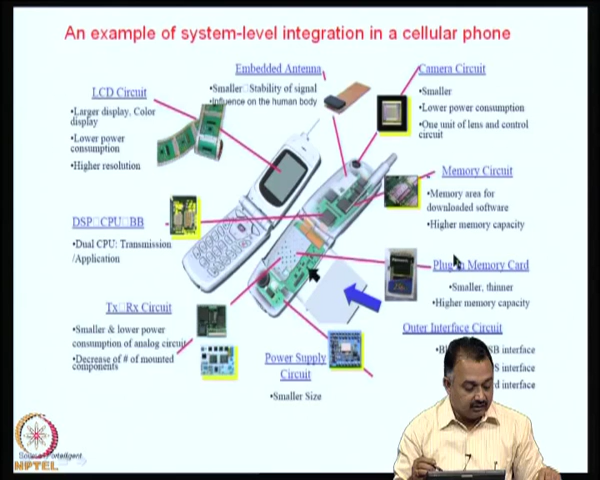 An example of system-level integration in a cellular phone
Embedded Antenna
•Smaller□Stability of signal
•Influence on the human body
Camera Circuit
•Smaller
•Lower power consumption
•One unit of lens and control
circuit
LCD Circuit
•Larger display, Color
display
•Lower power
consumption
•Higher resolution
Memory Circuit
•Memory area for
downloaded software
•Higher memory capacity
DSP□CPU□BB
•Dual CPU: Transmission
/Application
Plug-in Memory Card
•Smaller, thinner
•Higher memory capacity
Tx□Rx Circuit
•Smaller & lower power
consumption of analog circuit
•Decrease of # of mounted
components
Power Supply
Circuit
•Smaller Size
Outer Interface Circuit
interface
interface
interface
NPTEL